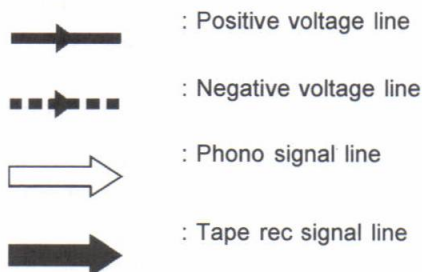 : Positive voltage line
: Negative voltage line
: Phono signal line
: Tape rec signal line